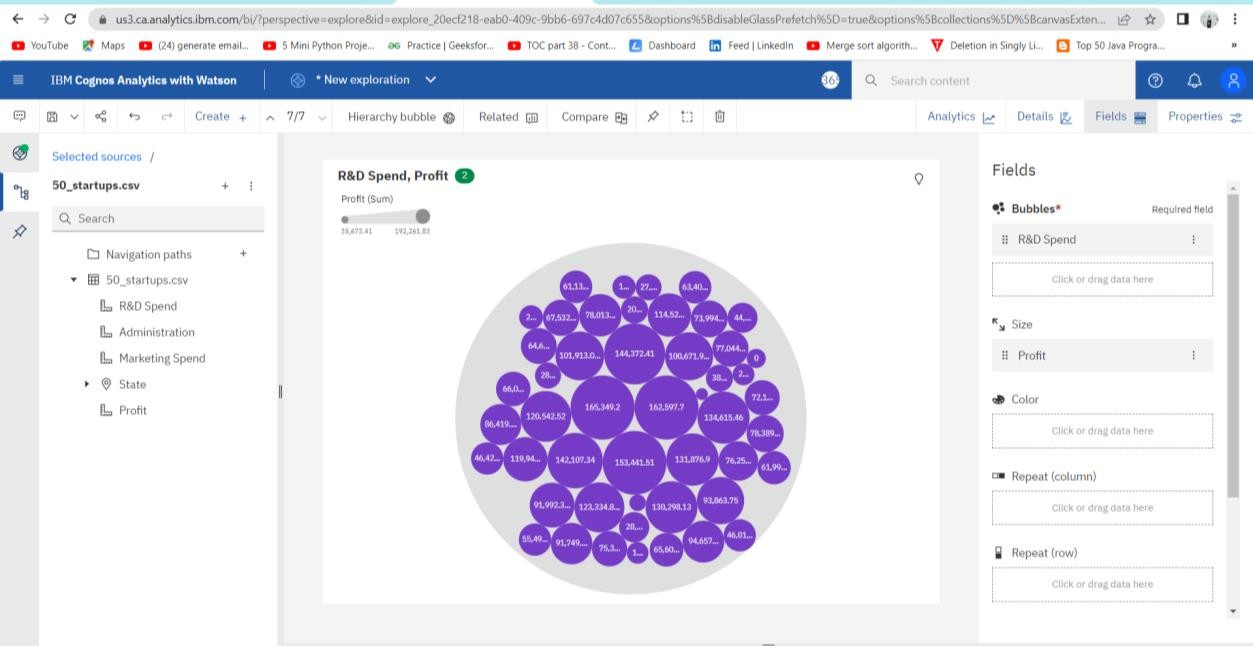 us3.ca.analytics.ibm.com/bi/?perspective=explore&id=explore_20ecf218-eab0-409c-9bb6-697c4d07c655&options%5BdisableGlassPrefetch%5D=true&options%5Bcollections%5D%5BcanvasExten...
YouTube Maps (24) generate email... 5 Mini Python Proje... Practice | Geeksfor... TOC part 38 - Cont... Dashboard Feed | LinkedIn Merge sort algorith... Deletion in Singly Li... Top 50 Java Progra... »
IBM Cognos Analytics with Watson * New exploration Search content
Create + 7/7 Hierarchy bubble Related Compare Analytics Details Fields Properties
Selected sources /
50_startups.csv
Search
Navigation paths
50_startups.csv
R&D Spend
Administration
Marketing Spend
State
Profit
R&D Spend, Profit 2
Profit (Sum)
35,673.41 192,261.83
61,13... 1... 27,... 63,40...
2... 67,532... 78,013... 20... 114,52... 73,994... 44,...
64,6... 101,913.0... 144,372.41 100,671.9... 77,044... 0
28... 38... 2...
66,0... 120,542.52 165,349.2 162,597.7 134,615.46 72,1...
86,419.... 78,389...
46,42... 119,94... 142,107.34 153,441.51 131,876.9 76,25... 61,99...
91,992.3... 123,334.8... 130,298.13 93,863.75
55,49... 91,749.... 75,3... 28,... 1... 65,60... 94,657... 46,01...
Fields
Bubbles* Required field
R&D Spend
Click or drag data here
Size
Profit
Color
Click or drag data here
Repeat (column)
Click or drag data here
Repeat (row)
Click or drag data here